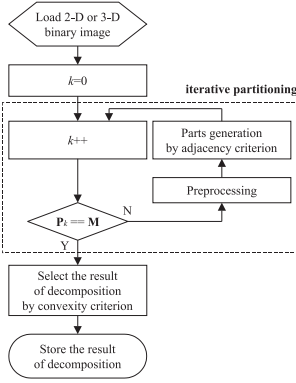 Load 2-D or 3-D
binary image
k=0
iterative partitioning
k++
Parts generation
by adjacency criterion
Preprocessing
Pk == M
N
Y
Select the result
of decomposition
by convexity criterion
Store the result
of decomposition